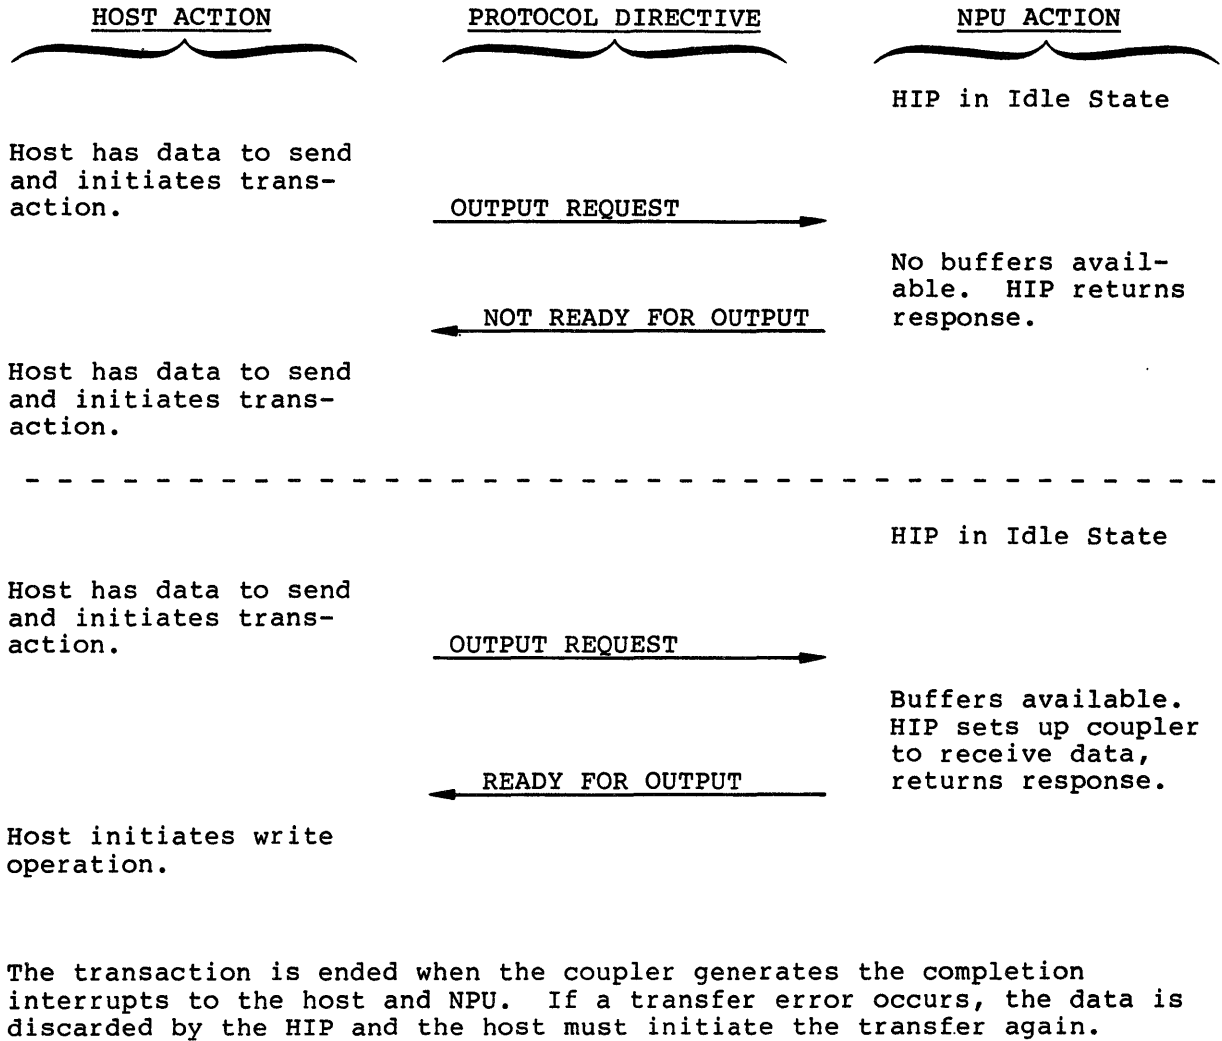 HOST ACTION PROTOCOL DIRECTIVE NPU ACTION
HIP in Idle State
Host has data to send
and initiates trans-
action.
OUTPUT REQUEST
No buffers avail-
able. HIP returns
response.
NOT READY FOR OUTPUT
Host has data to send
and initiates trans-
action.
HIP in Idle State
Host has data to send
and initiates trans-
action.
OUTPUT REQUEST
Buffers available.
HIP sets up coupler
to receive data,
returns response.
READY FOR OUTPUT
Host initiates write
operation.
The transaction is ended when the coupler generates the completion
interrupts to the host and NPU. If a transfer error occurs, the data is
discarded by the HIP and the host must initiate the transfer again.